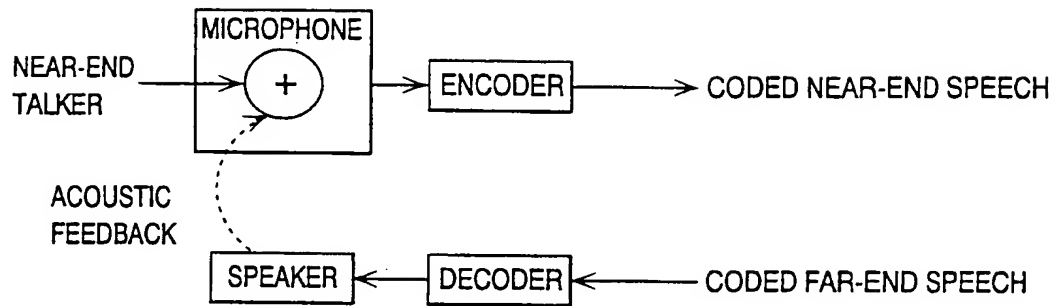 MICROPHONE
NEAR-END
TALKER
+
ENCODER
CODED NEAR-END SPEECH
ACOUSTIC
FEEDBACK
SPEAKER
DECODER
CODED FAR-END SPEECH